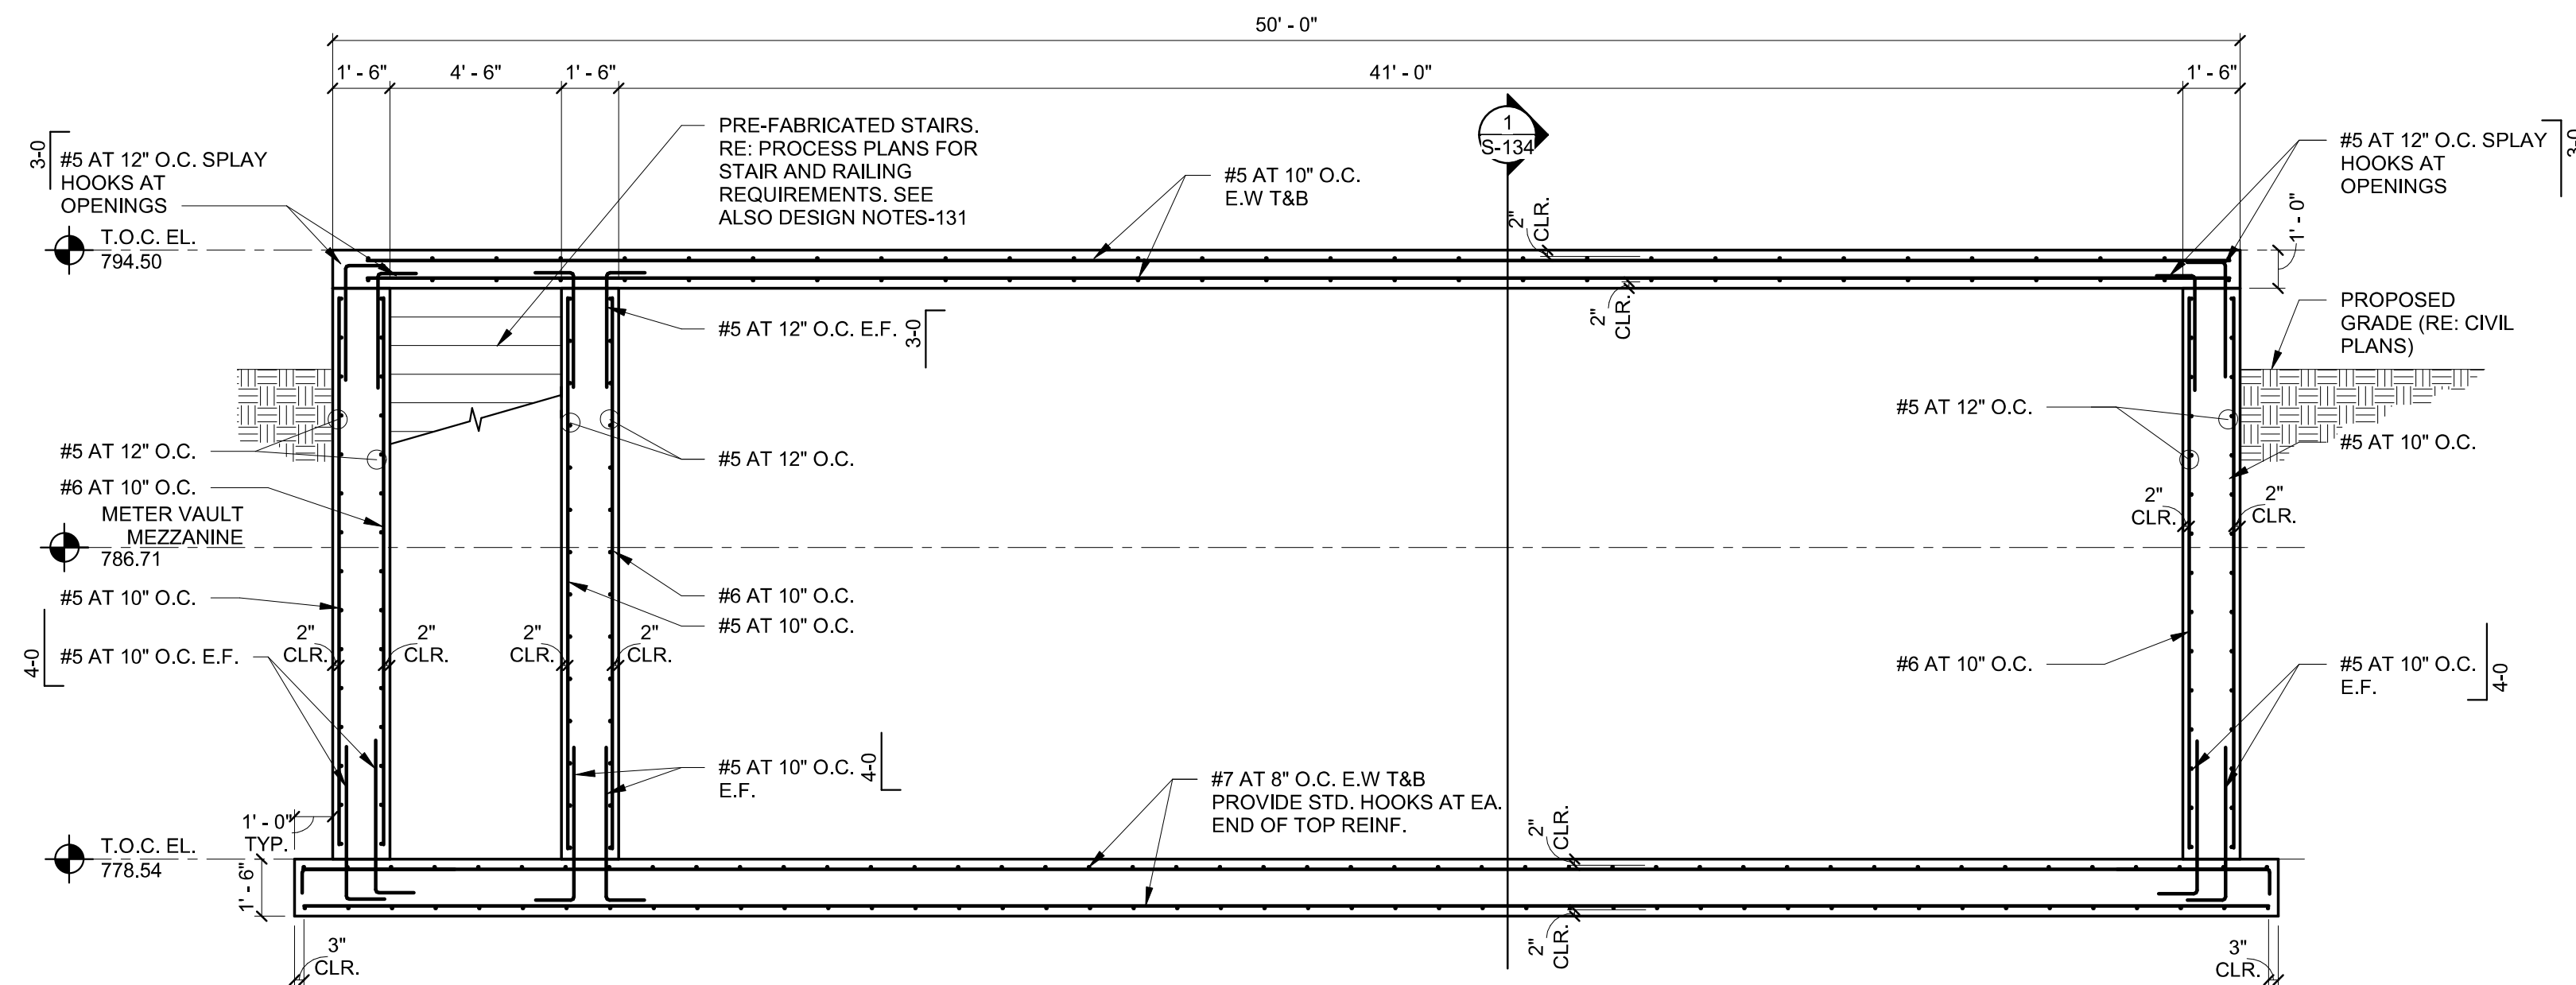 50' - 0"
1' - 6"
4' - 6"
1' - 6"
41' - 0"
1' - 6"
3-0
#5 AT 12" O.C. SPLAY
HOOKS AT
OPENINGS
PRE-FABRICATED STAIRS.
RE: PROCESS PLANS FOR
STAIR AND RAILING
REQUIREMENTS. SEE
ALSO DESIGN NOTES-131
#5 AT 10" O.C.
E.W T&B
1
S-134
2"
CLR.
#5 AT 12" O.C. SPLAY
HOOKS AT
OPENINGS
3-0
1' - 0"
T.O.C. EL.
794.50
2"
CLR.
#5 AT 12" O.C. E.F.
3-0
PROPOSED
GRADE (RE: CIVIL
PLANS)
#5 AT 12" O.C.
#5 AT 12" O.C.
#5 AT 12" O.C.
#5 AT 10" O.C.
#6 AT 10" O.C.
METER VAULT
MEZZANINE
786.71
2"
CLR.
2"
CLR.
#5 AT 10" O.C.
#6 AT 10" O.C.
#5 AT 10" O.C.
4-0
#5 AT 10" O.C. E.F.
2"
CLR.
2"
CLR.
2"
CLR.
2"
CLR.
#6 AT 10" O.C.
#5 AT 10" O.C.
E.F.
4-0
#5 AT 10" O.C.
E.F.
4-0
#7 AT 8" O.C. E.W T&B
PROVIDE STD. HOOKS AT EA.
END OF TOP REINF.
1' - 0"
TYP.
2"
CLR.
T.O.C. EL.
778.54
1' - 6"
2"
CLR.
3"
CLR.
3"
CLR.